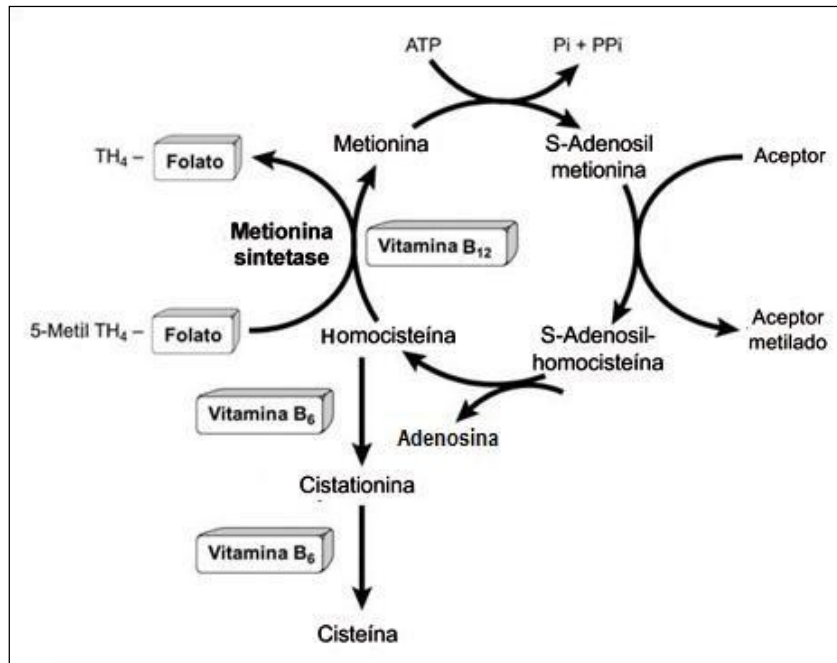 ATP
Pi + PPi
TH₄ – Folato
Metionina
S-Adenosil
metionina
Aceptor
Metionina
sintetase
Vitamina B₁₂
5-Metil TH₄ – Folato
Homocisteína
S-Adenosil-
homocisteína
Aceptor
metilado
Vitamina B₆
Adenosina
Cistationina
Vitamina B₆
Cisteína